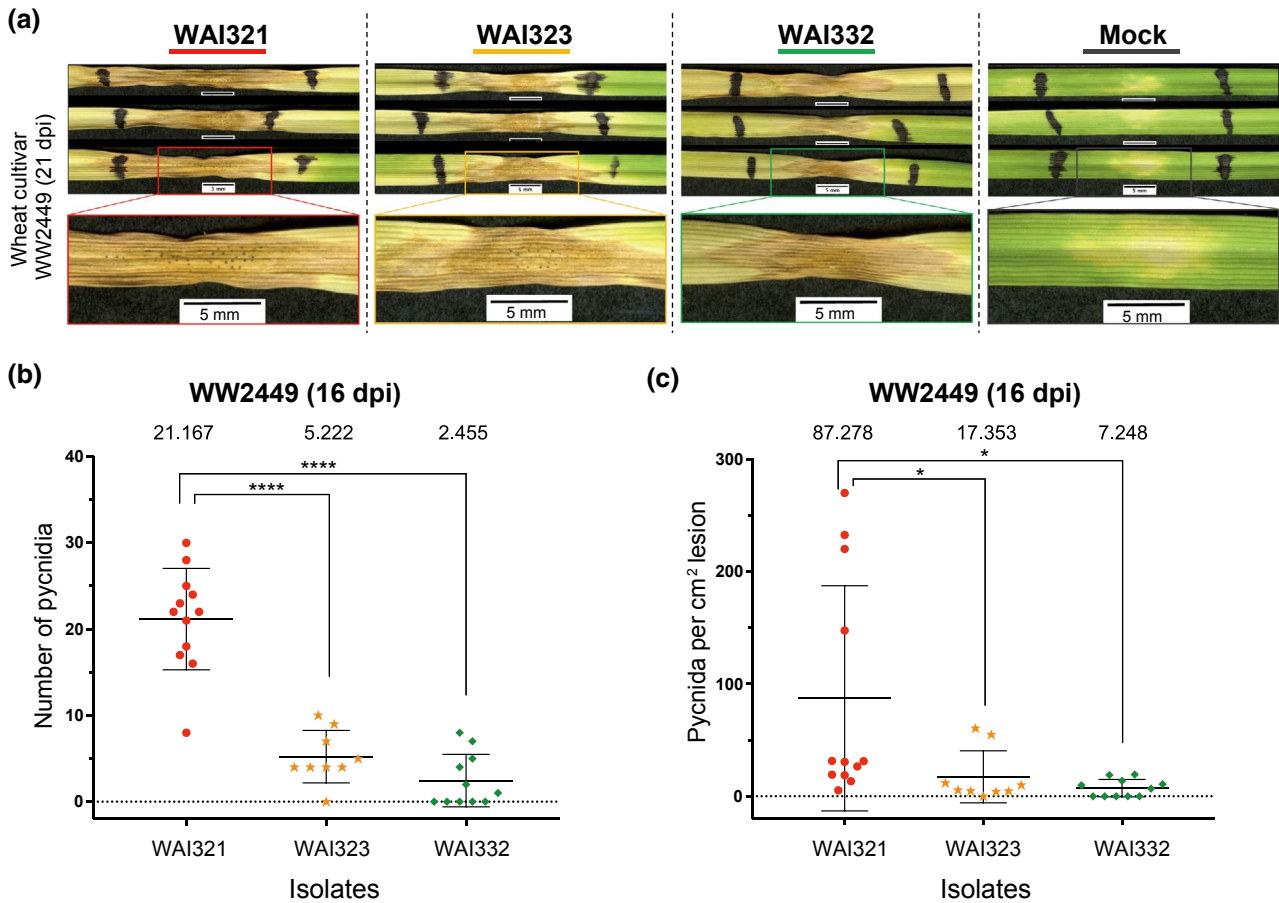 (a)
WAI321
WAI323
WAI332
Mock
Wheat cultivar
WW2449 (21 dpi)
5 mm
5 mm
5 mm
5 mm
5 mm
5 mm
5 mm
5 mm
(b)
WW2449 (16 dpi)
21.167
5.222
2.455
40
30
20
10
0
****
****
Number of pycnidia
WAI321
WAI323
WAI332
Isolates
(c)
WW2449 (16 dpi)
87.278
17.353
7.248
300
200
100
0
*
*
Pycnida per cm² lesion
WAI321
WAI323
WAI332
Isolates